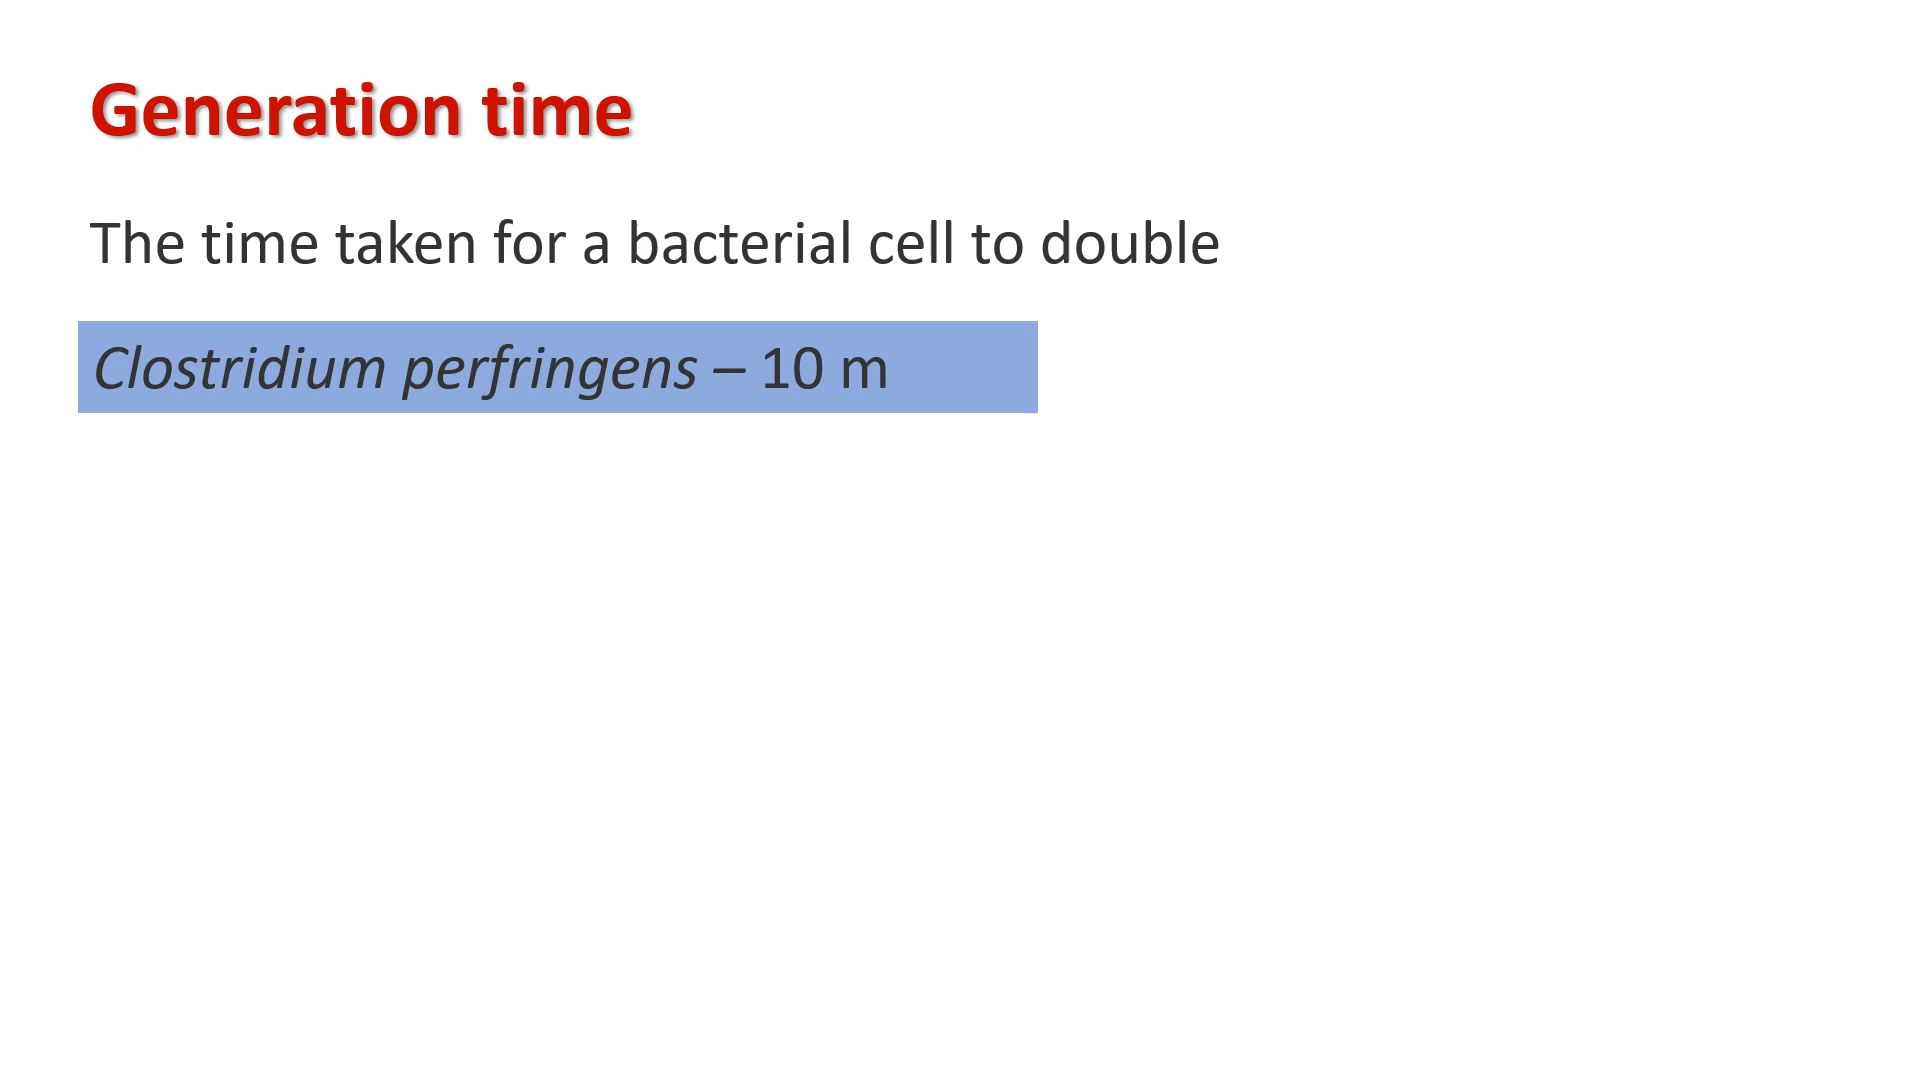 Generation time
The time taken for a bacterial cell to double
Clostridium perfringens – 10 m